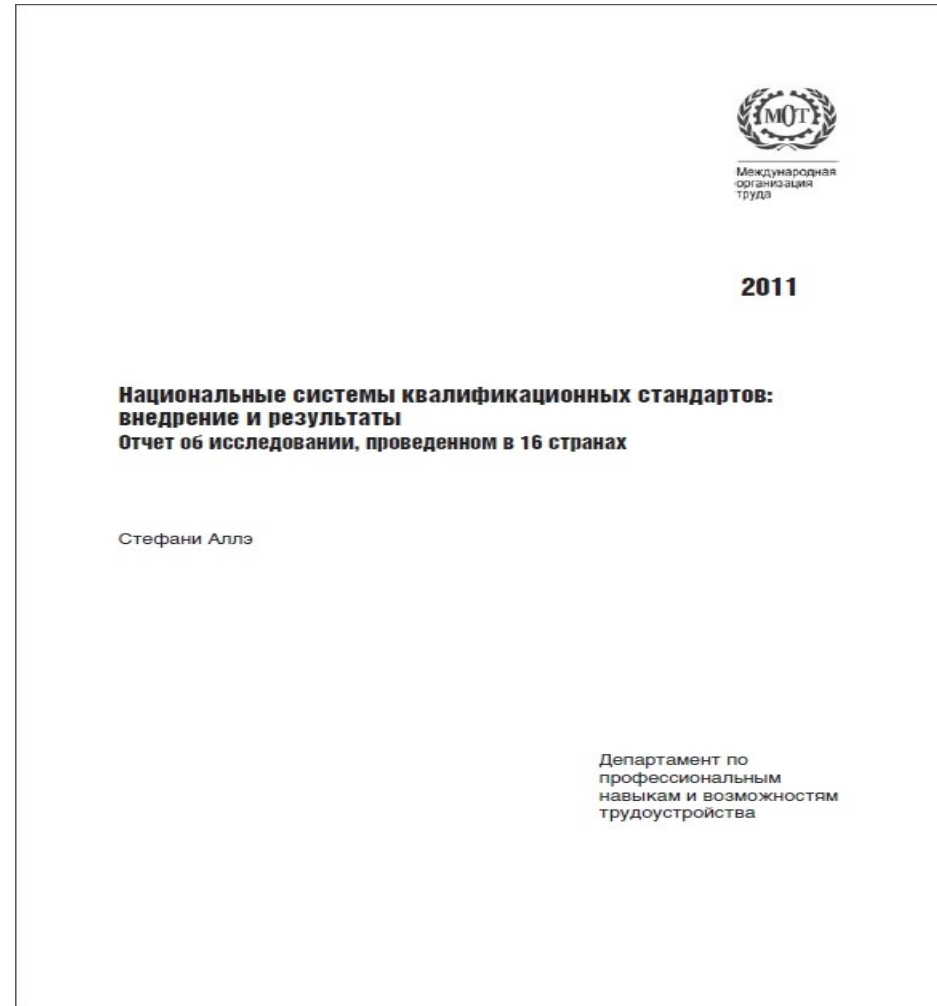 МОТ
Международная
организация
труда
2011
Национальные системы квалификационных стандартов:
внедрение и результаты
Отчет об исследовании, проведенном в 16 странах
Стефани Аллэ
Департамент по
профессиональным
навыкам и возможностям
трудоустройства